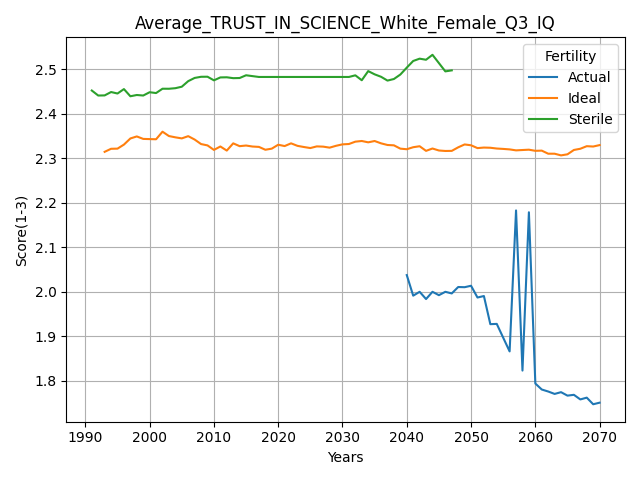 Average_TRUST_IN_SCIENCE_White_Female_Q3_IQ
Fertility
Actual
Ideal
Sterile
Score(1-3)
2.5
2.4
2.3
2.2
2.1
2.0
1.9
1.8
1990 2000 2010 2020 2030 2040 2050 2060 2070
Years